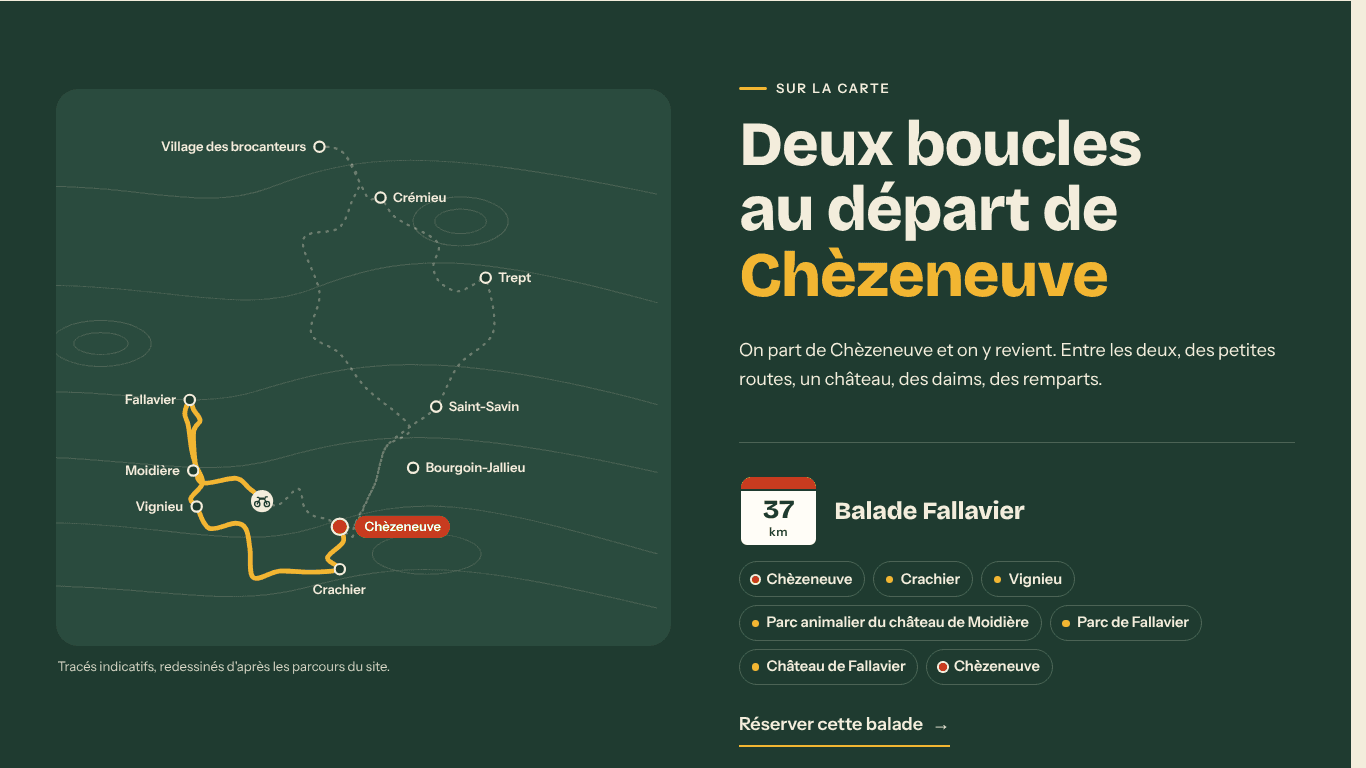 Village des brocanteurs
Crémieu
Trept
Fallavier
Saint-Savin
Moidière
Bourgoin-Jallieu
Vignieu
Chèzeneuve
Crachier
Tracés indicatifs, redessinés d'après les parcours du site.
SUR LA CARTE
Deux boucles
au départ de
Chèzeneuve
On part de Chèzeneuve et on y revient. Entre les deux, des petites
routes, un château, des daims, des remparts.
37
km
Balade Fallavier
Chèzeneuve
Crachier
Vignieu
Parc animalier du château de Moidière
Parc de Fallavier
Château de Fallavier
Chèzeneuve
Réserver cette balade →